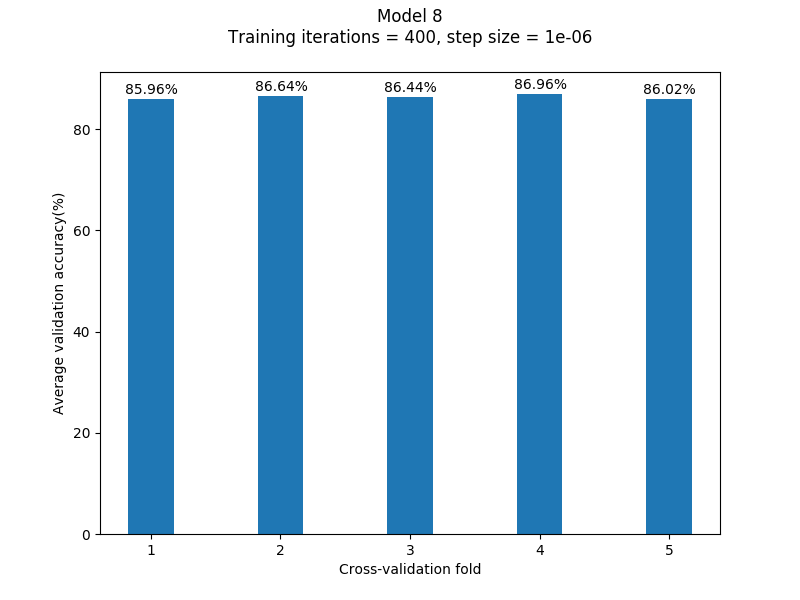 Model 8
Training iterations = 400, step size = 1e-06
85.96% 86.64% 86.44% 86.96% 86.02%
80
60
40
20
0
Average validation accuracy(%)
1 2 3 4 5
Cross-validation fold